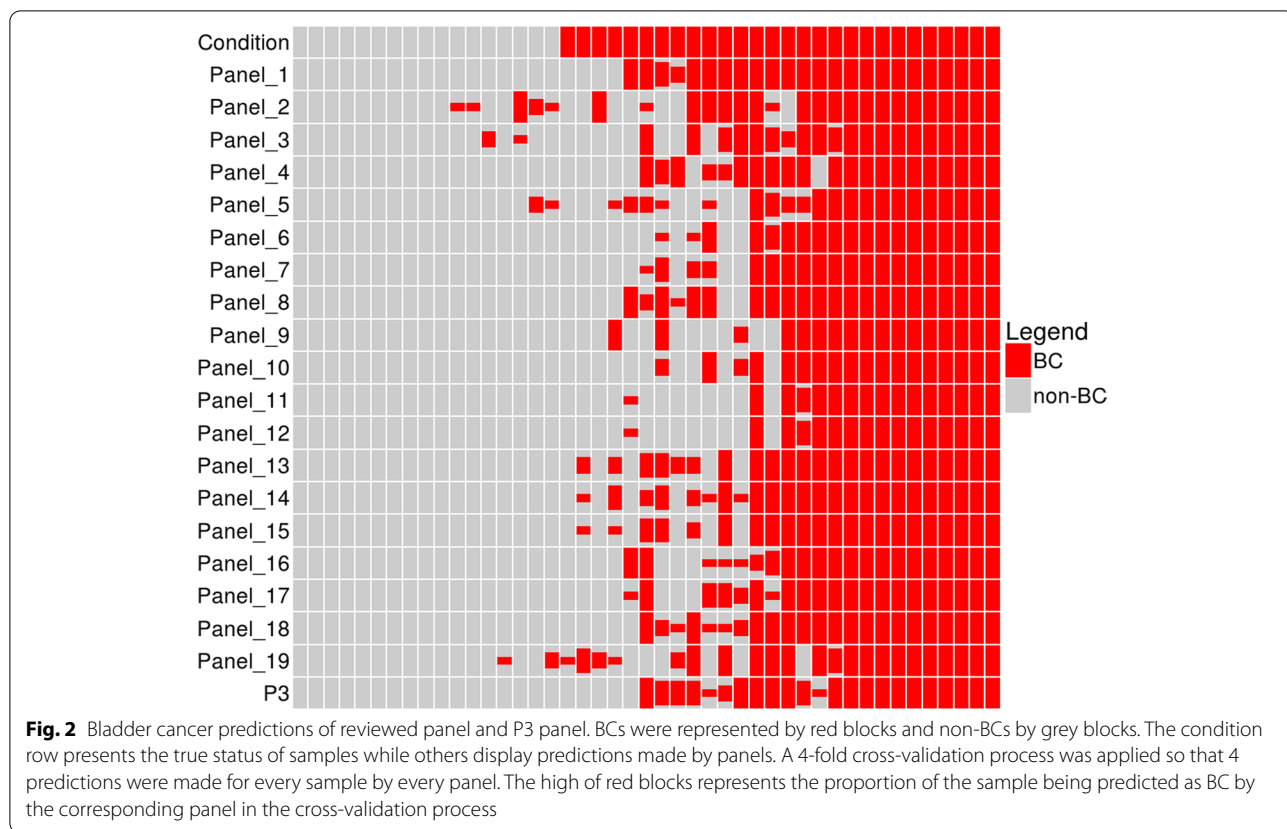 Condition
Panel_1
Panel_2
Panel_3
Panel_4
Panel_5
Panel_6
Panel_7
Panel_8
Panel_9
Panel_10
Panel_11
Panel_12
Panel_13
Panel_14
Panel_15
Panel_16
Panel_17
Panel_18
Panel_19
P3
Legend
BC
non-BC
Fig. 2 Bladder cancer predictions of reviewed panel and P3 panel. BCs were represented by red blocks and non-BCs by grey blocks. The condition
row presents the true status of samples while others display predictions made by panels. A 4-fold cross-validation process was applied so that 4
predictions were made for every sample by every panel. The high of red blocks represents the proportion of the sample being predicted as BC by
the corresponding panel in the cross-validation process